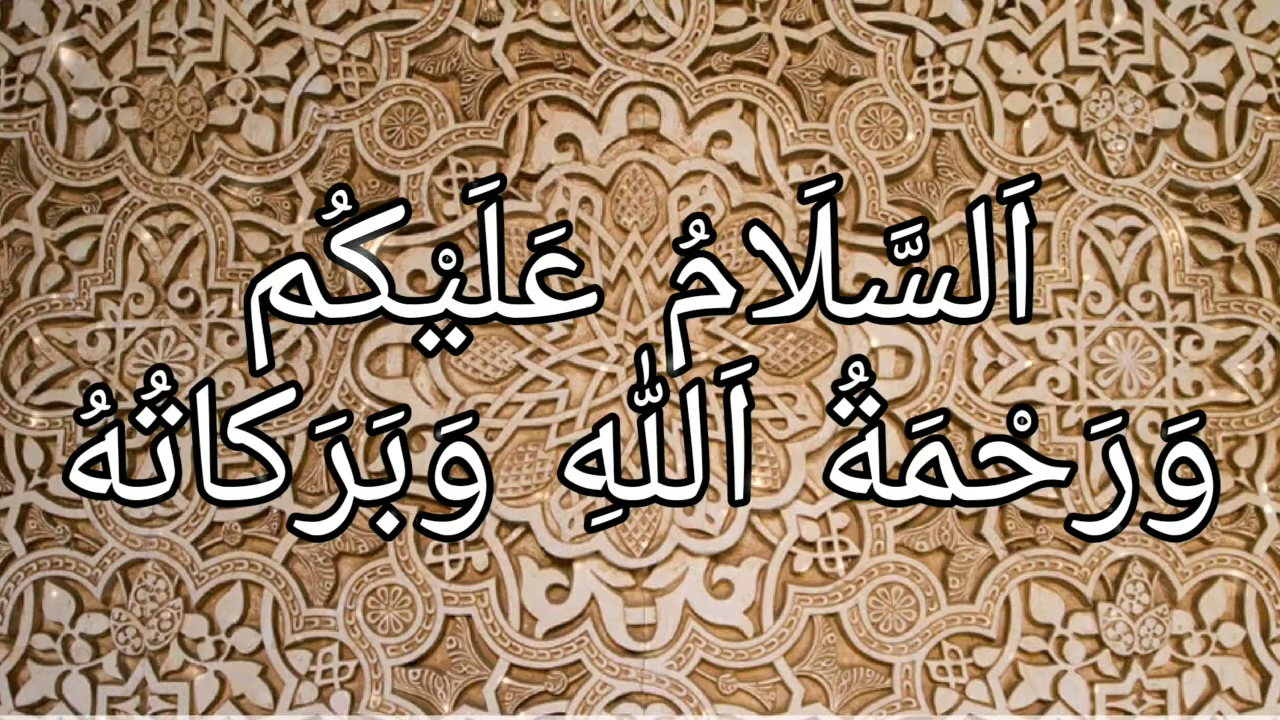 اَلسَّلَامُ عَلَيْكُم
وَرَحْمَةُ اَللّٰهِ وَبَرَكاتُهُ